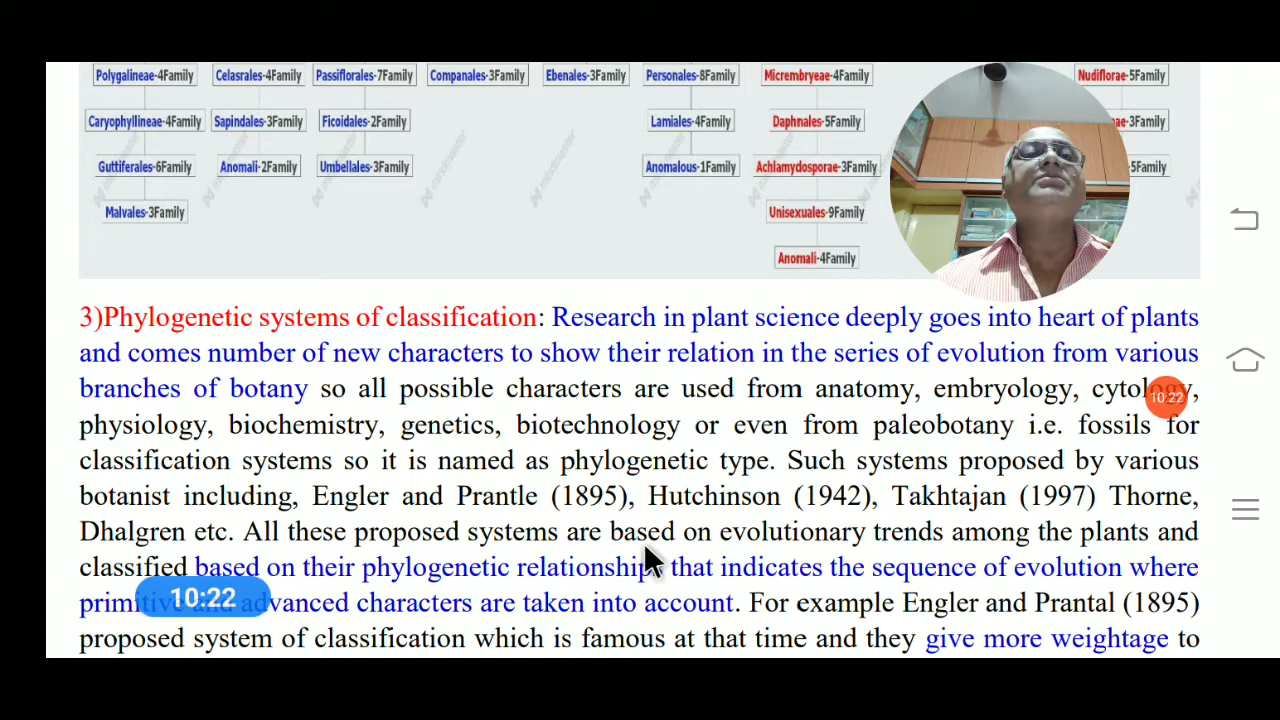 Polygalineae-4Family Celasrales-4Family Passiflorales-7Family Companales-3Family Ebenales-3Family Personales-8Family Micrembryeae-4Family Nudiflorae-5Family
Caryophyllineae-4Family Sapindales-3Family Ficoidales-2Family Lamiales-4Family Daphnales-5Family ae-3Family
Guttiferales-6Family Anomali-2Family Umbellales-3Family Anomalous-1Family Achlamydosporae-3Family 5Family
Malvales-3Family Unisexuales-9Family
Anomali-4Family
3)Phylogenetic systems of classification: Research in plant science deeply goes into heart of plants
and comes number of new characters to show their relation in the series of evolution from various
branches of botany so all possible characters are used from anatomy, embryology, cytology,
10:22
physiology, biochemistry, genetics, biotechnology or even from paleobotany i.e. fossils for
classification systems so it is named as phylogenetic type. Such systems proposed by various
botanist including, Engler and Prantle (1895), Hutchinson (1942), Takhtajan (1997) Thorne,
Dhalgren etc. All these proposed systems are based on evolutionary trends among the plants and
classified based on their phylogenetic relationship that indicates the sequence of evolution where
10:22
primitive and advanced characters are taken into account. For example Engler and Prantal (1895)
proposed system of classification which is famous at that time and they give more weightage to